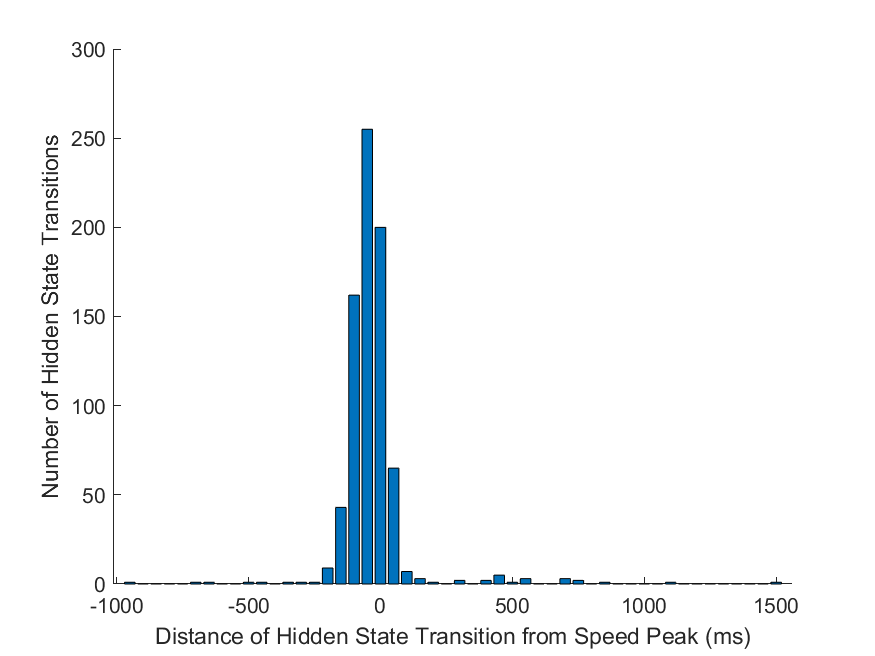 300
250
200
150
100
50
0
Number of Hidden State Transitions
-1000 -500 0 500 1000 1500
Distance of Hidden State Transition from Speed Peak (ms)